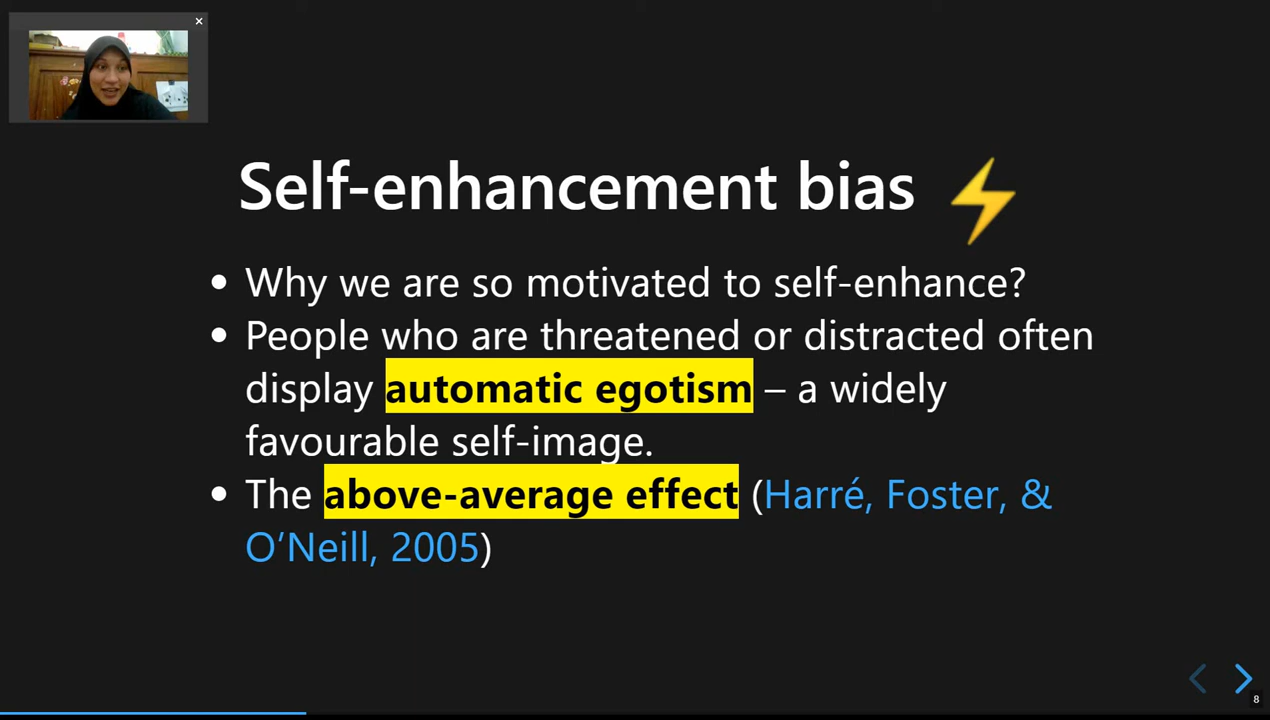 Self-enhancement bias ⚡
• Why we are so motivated to self-enhance?
• People who are threatened or distracted often
display automatic egotism – a widely
favourable self-image.
• The above-average effect (Harré, Foster, &
O’Neill, 2005)
8